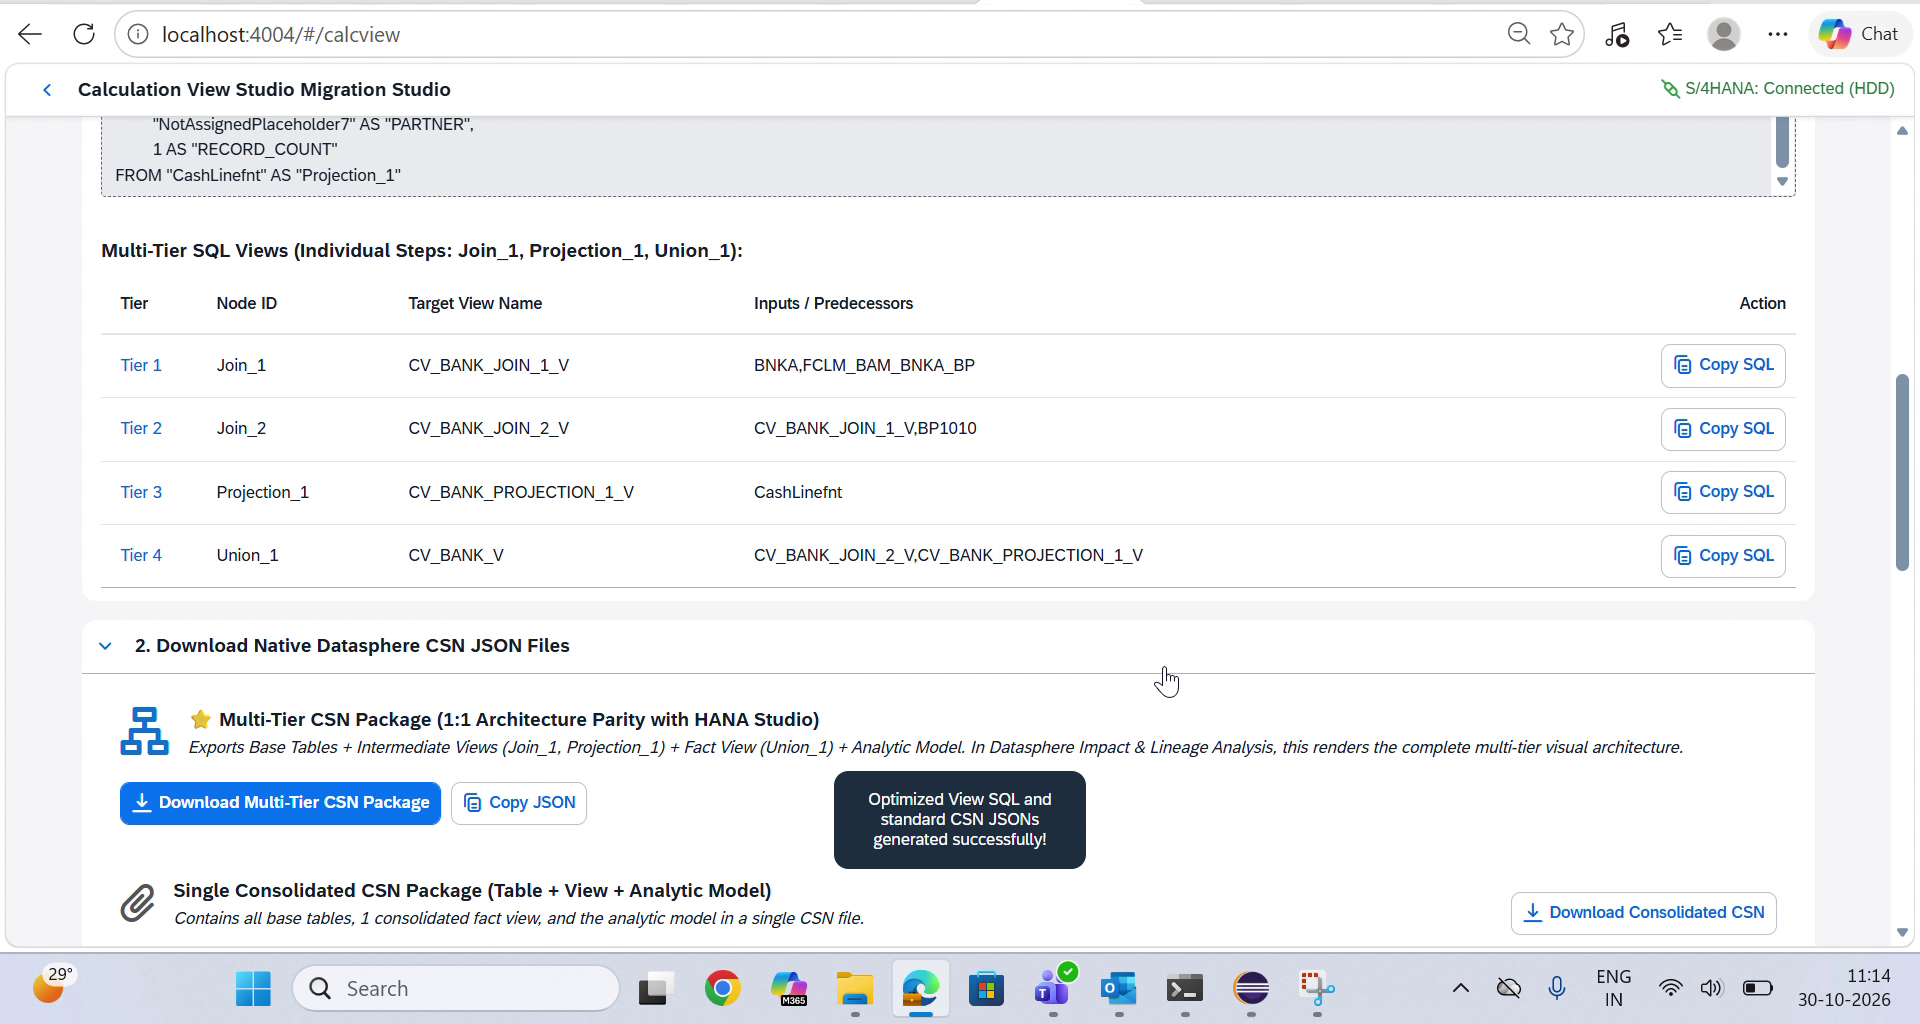 localhost:4004/#/calcview
Chat
Calculation View Studio Migration Studio
S/4HANA: Connected (HDD)
"NotAssignedPlaceholder7" AS "PARTNER",
1 AS "RECORD_COUNT"
FROM "CashLinefnt" AS "Projection_1"
Multi-Tier SQL Views (Individual Steps: Join_1, Projection_1, Union_1):
Tier Node ID Target View Name Inputs / Predecessors Action
Tier 1 Join_1 CV_BANK_JOIN_1_V BNKA,FCLM_BAM_BNKA_BP Copy SQL
Tier 2 Join_2 CV_BANK_JOIN_2_V CV_BANK_JOIN_1_V,BP1010 Copy SQL
Tier 3 Projection_1 CV_BANK_PROJECTION_1_V CashLinefnt Copy SQL
Tier 4 Union_1 CV_BANK_V CV_BANK_JOIN_2_V,CV_BANK_PROJECTION_1_V Copy SQL
2. Download Native Datasphere CSN JSON Files
Multi-Tier CSN Package (1:1 Architecture Parity with HANA Studio)
Exports Base Tables + Intermediate Views (Join_1, Projection_1) + Fact View (Union_1) + Analytic Model. In Datasphere Impact & Lineage Analysis, this renders the complete multi-tier visual architecture.
Download Multi-Tier CSN Package Copy JSON
Optimized View SQL and
standard CSN JSONs
generated successfully!
Single Consolidated CSN Package (Table + View + Analytic Model)
Contains all base tables, 1 consolidated fact view, and the analytic model in a single CSN file.
Download Consolidated CSN
29°
Search
M365
ENG
IN
11:14
30-10-2026